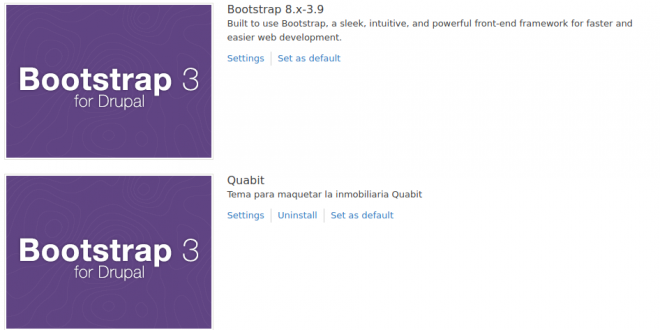 Bootstrap 3
for Drupal
Bootstrap 8.x-3.9
Built to use Bootstrap, a sleek, intuitive, and powerful front-end framework for faster and
easier web development.
Settings Set as default
Bootstrap 3
for Drupal
Quabit
Tema para maquetar la inmobiliaria Quabit
Settings Uninstall Set as default